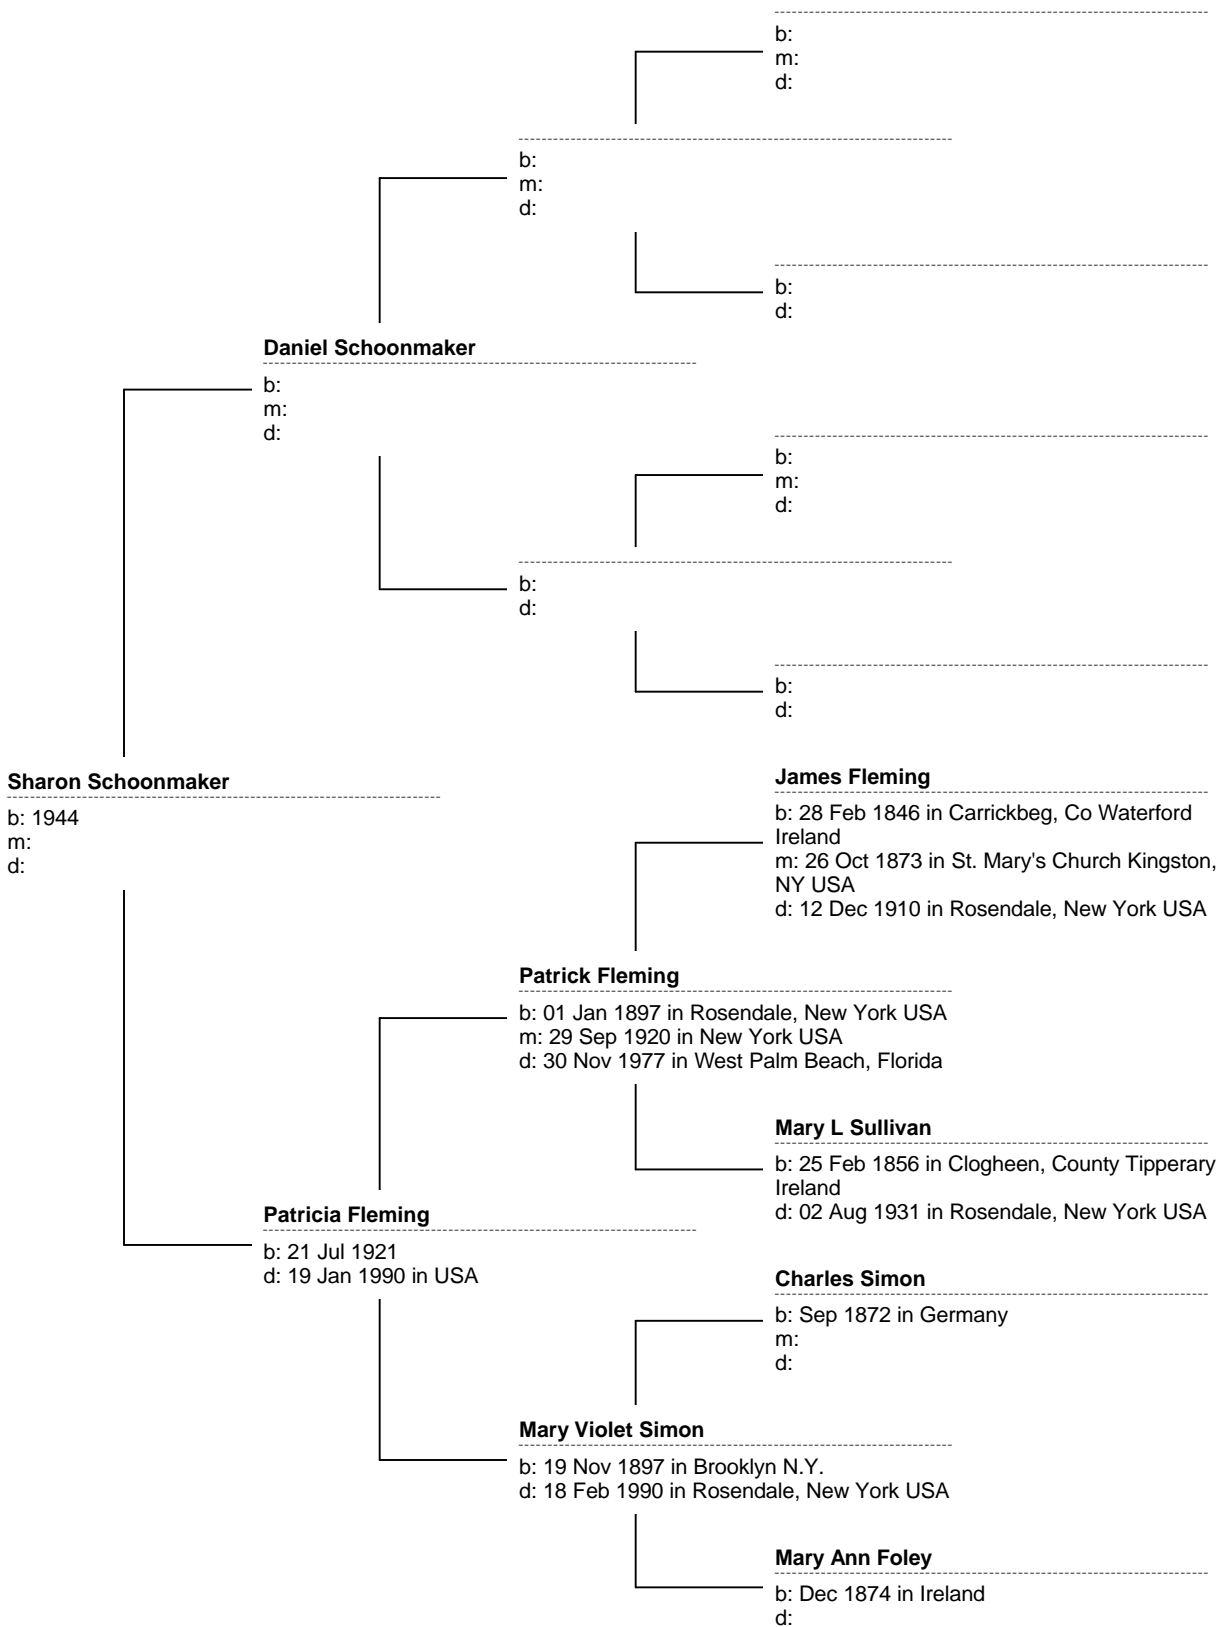 b:
m:
d:
b:
m:
d:
b:
d:
Daniel Schoonmaker
b:
m:
d:
b:
m:
d:
b:
d:
b:
d:
Sharon Schoonmaker
b: 1944
m:
d:
James Fleming
b: 28 Feb 1846 in Carrickbeg, Co Waterford
Ireland
m: 26 Oct 1873 in St. Mary's Church Kingston,
NY USA
d: 12 Dec 1910 in Rosendale, New York USA
Patrick Fleming
b: 01 Jan 1897 in Rosendale, New York USA
m: 29 Sep 1920 in New York USA
d: 30 Nov 1977 in West Palm Beach, Florida
Mary L Sullivan
b: 25 Feb 1856 in Clogheen, County Tipperary
Ireland
d: 02 Aug 1931 in Rosendale, New York USA
Patricia Fleming
b: 21 Jul 1921
d: 19 Jan 1990 in USA
Charles Simon
b: Sep 1872 in Germany
m:
d:
Mary Violet Simon
b: 19 Nov 1897 in Brooklyn N.Y.
d: 18 Feb 1990 in Rosendale, New York USA
Mary Ann Foley
b: Dec 1874 in Ireland
d: